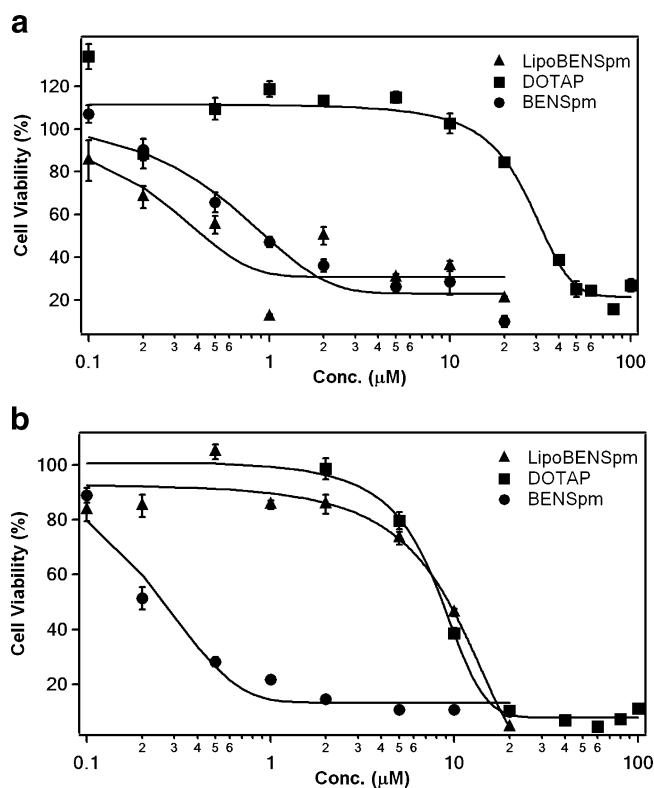 a
120
100
80
60
40
20
Cell Viability (%)
LipoBENSpm
DOTAP
BENSpm
0.1 2 3 4 5 6 1 2 3 4 5 6 10 2 3 4 5 6 100
Conc. (µM)
b
100
80
60
40
20
Cell Viability (%)
LipoBENSpm
DOTAP
BENSpm
0.1 2 3 4 5 6 1 2 3 4 5 6 10 2 3 4 5 6 100
Conc. (µM)